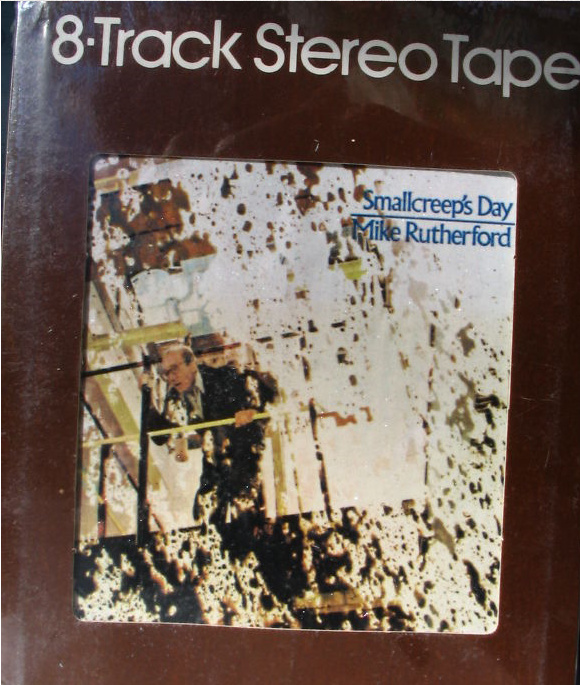 8-Track Stereo Tape
Smallcreep's Day
Mike Rutherford